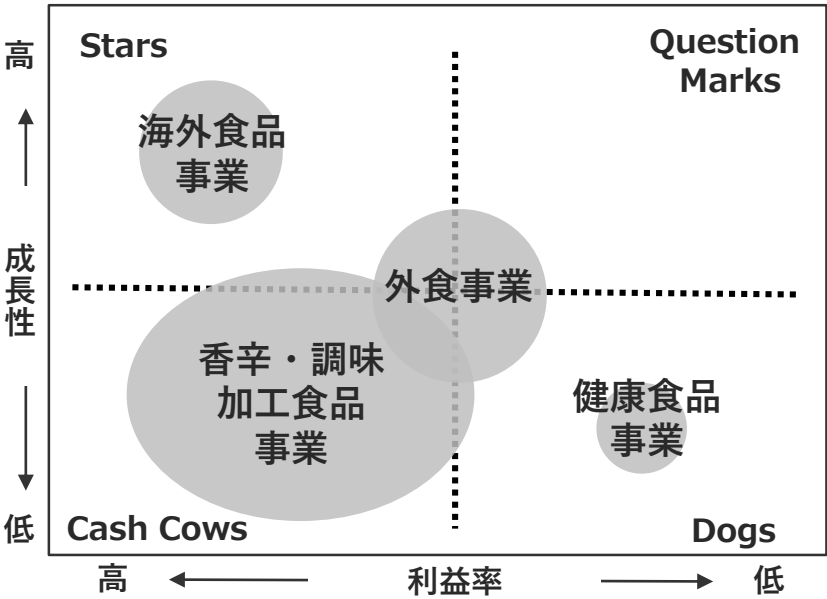 Stars
Question
Marks
高
海外食品
事業
成長性
外食事業
香辛・調味
加工食品
事業
健康食品
事業
低
Cash Cows
Dogs
高
利益率
低